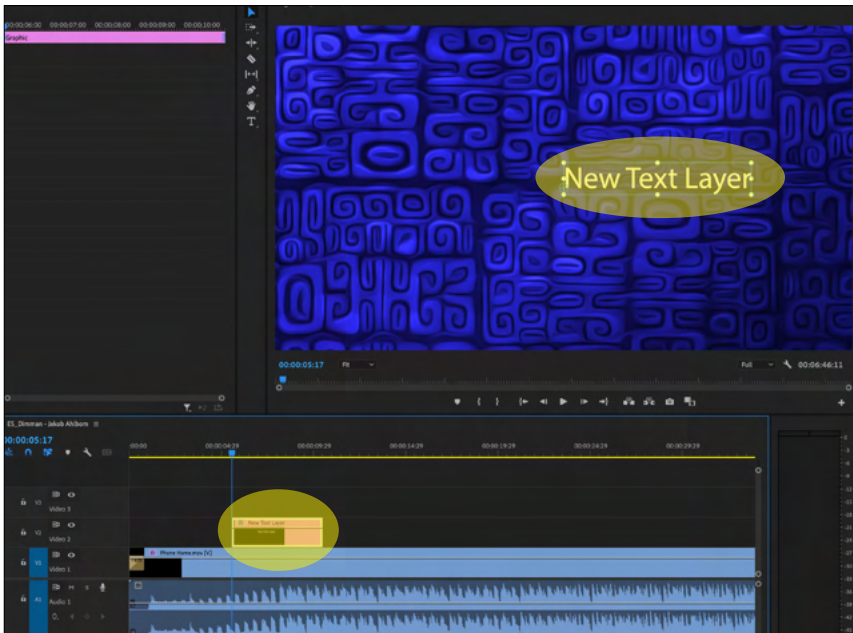 00:00:06:00 00:00:07:00 00:00:08:00 00:00:09:00 00:00:10:00
Graphic
New Text Layer
00:00:05:17 Fit Full 00:06:46:11
ES_Dimman - Jakob Ahlbom
00:00:05:17
:00:00 00:00:04:29 00:00:09:29 00:00:14:29 00:00:19:29 00:00:24:29 00:00:29:29
V3 Video 3
V2 Video 2
New Text Layer
V1 Video 1
Phone Home.mov [V]
A1 M S
Audio 1